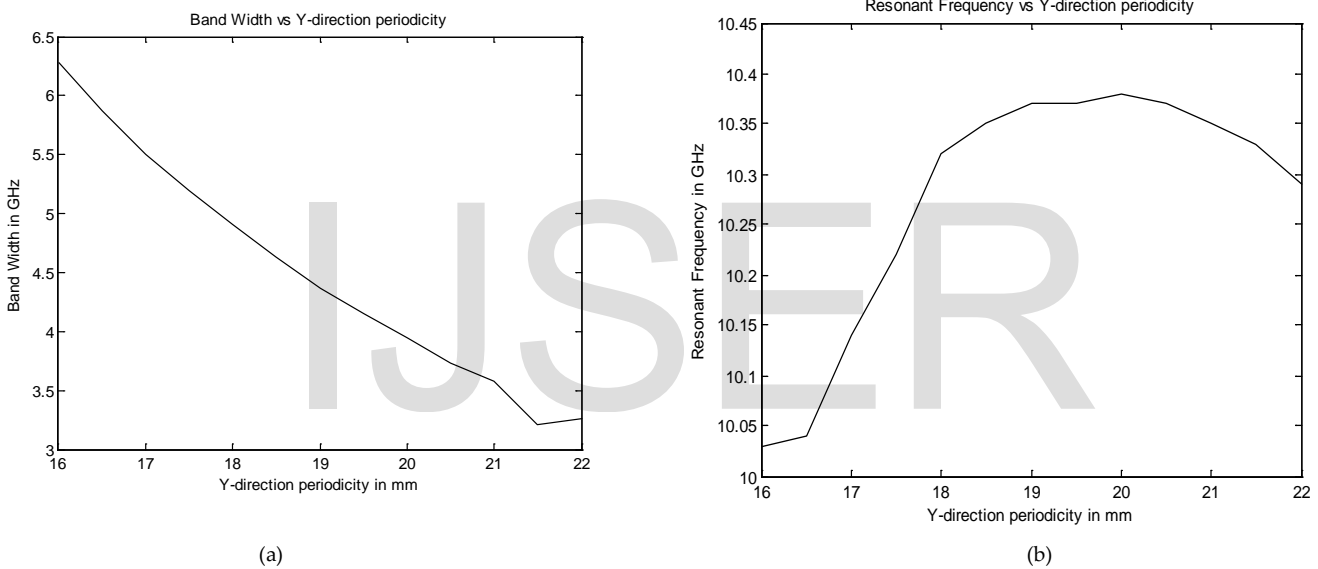 Band Width vs Y-direction periodicity
6.5
6
5.5
5
4.5
4
3.5
3
Band Width in GHz
16 17 18 19 20 21 22
Y-direction periodicity in mm
(a)
Resonant Frequency vs Y-direction periodicity
10.45
10.4
10.35
10.3
10.25
10.2
10.15
10.1
10.05
10
Resonant Frequency in GHz
16 17 18 19 20 21 22
Y-direction periodicity in mm
(b)
IJSER